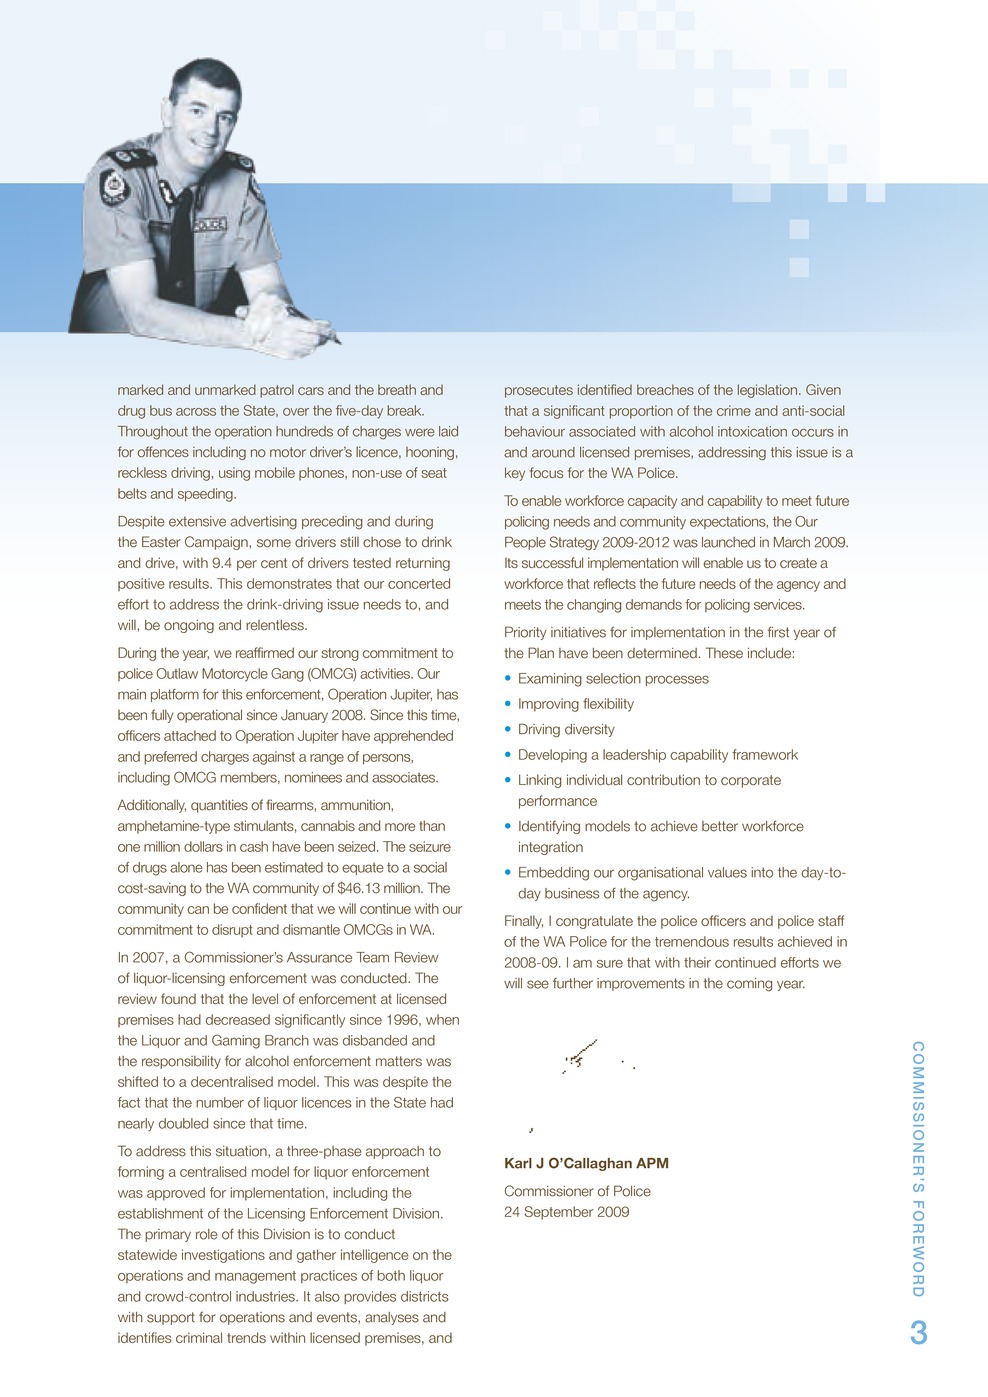 POLICE
marked and unmarked patrol cars and the breath and
drug bus across the State, over the five-day break.
Throughout the operation hundreds of charges were laid
for offences including no motor driver's licence, hooning,
reckless driving, using mobile phones, non-use of seat
belts and speeding.
Despite extensive advertising preceding and during
the Easter Campaign, some drivers still chose to drink
and drive, with 9.4 per cent of drivers tested returning
positive results. This demonstrates that our concerted
effort to address the drink-driving issue needs to, and
will, be ongoing and relentless.
During the year, we reaffirmed our strong commitment to
police Outlaw Motorcycle Gang (OMCG) activities. Our
main platform for this enforcement, Operation Jupiter, has
been fully operational since January 2008. Since this time,
officers attached to Operation Jupiter have apprehended
and preferred charges against a range of persons,
including OMCG members, nominees and associates.
Additionally, quantities of firearms, ammunition,
amphetamine-type stimulants, cannabis and more than
one million dollars in cash have been seized. The seizure
of drugs alone has been estimated to equate to a social
cost-saving to the WA community of $46.13 million. The
community can be confident that we will continue with our
commitment to disrupt and dismantle OMCGs in WA.
In 2007, a Commissioner's Assurance Team Review
of liquor-licensing enforcement was conducted. The
review found that the level of enforcement at licensed
premises had decreased significantly since 1996, when
the Liquor and Gaming Branch was disbanded and
the responsibility for alcohol enforcement matters was
shifted to a decentralised model. This was despite the
fact that the number of liquor licences in the State had
nearly doubled since that time.
To address this situation, a three-phase approach to
forming a centralised model for liquor enforcement
was approved for implementation, including the
establishment of the Licensing Enforcement Division.
The primary role of this Division is to conduct
statewide investigations and gather intelligence on the
operations and management practices of both liquor
and crowd-control industries. It also provides districts
with support for operations and events, analyses and
identifies criminal trends within licensed premises, and
prosecutes identified breaches of the legislation. Given
that a significant proportion of the crime and anti-social
behaviour associated with alcohol intoxication occurs in
and around licensed premises, addressing this issue is a
key focus for the WA Police.
To enable workforce capacity and capability to meet future
policing needs and community expectations, the Our
People Strategy 2009-2012 was launched in March 2009.
Its successful implementation will enable us to create a
workforce that reflects the future needs of the agency and
meets the changing demands for policing services.
Priority initiatives for implementation in the first year of
the Plan have been determined. These include:
• Examining selection processes
• Improving flexibility
• Driving diversity
• Developing a leadership capability framework
• Linking individual contribution to corporate
performance
• Identifying models to achieve better workforce
integration
• Embedding our organisational values into the day-to-
day business of the agency.
Finally, I congratulate the police officers and police staff
of the WA Police for the tremendous results achieved in
2008-09. I am sure that with their continued efforts we
will see further improvements in the coming year.
Karl J O'Callaghan APM
Commissioner of Police
24 September 2009
COMMISSIONER'S FOREWORD
3